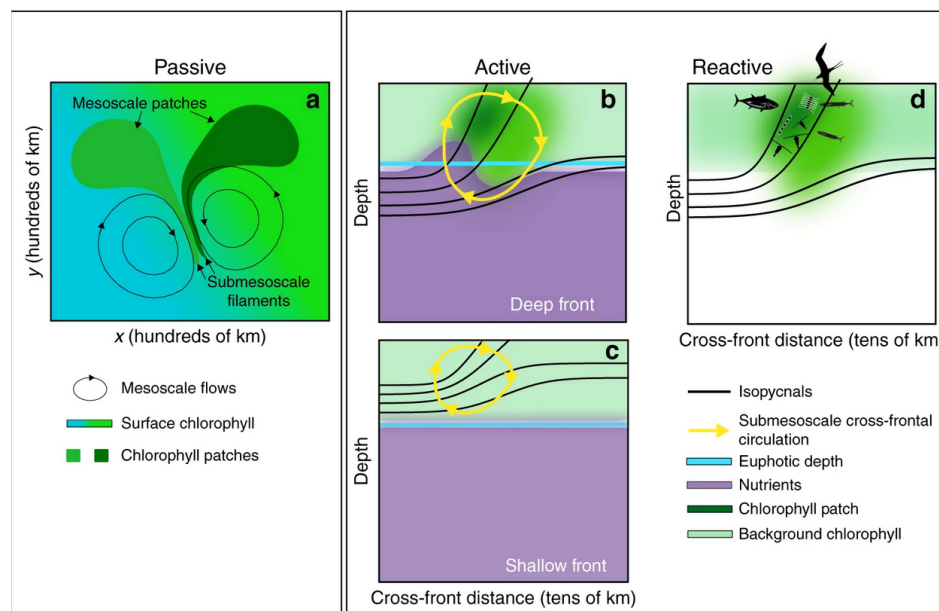 Passive
a
Mesoscale patches
Submesoscale
filaments
y (hundreds of km)
x (hundreds of km)
Mesoscale flows
Surface chlorophyll
Chlorophyll patches
Active
b
Depth
Deep front
c
Depth
Shallow front
Cross-front distance (tens of km)
Reactive
d
Depth
Cross-front distance (tens of km
Isopycnals
Submesoscale cross-frontal
circulation
Euphotic depth
Nutrients
Chlorophyll patch
Background chlorophyll